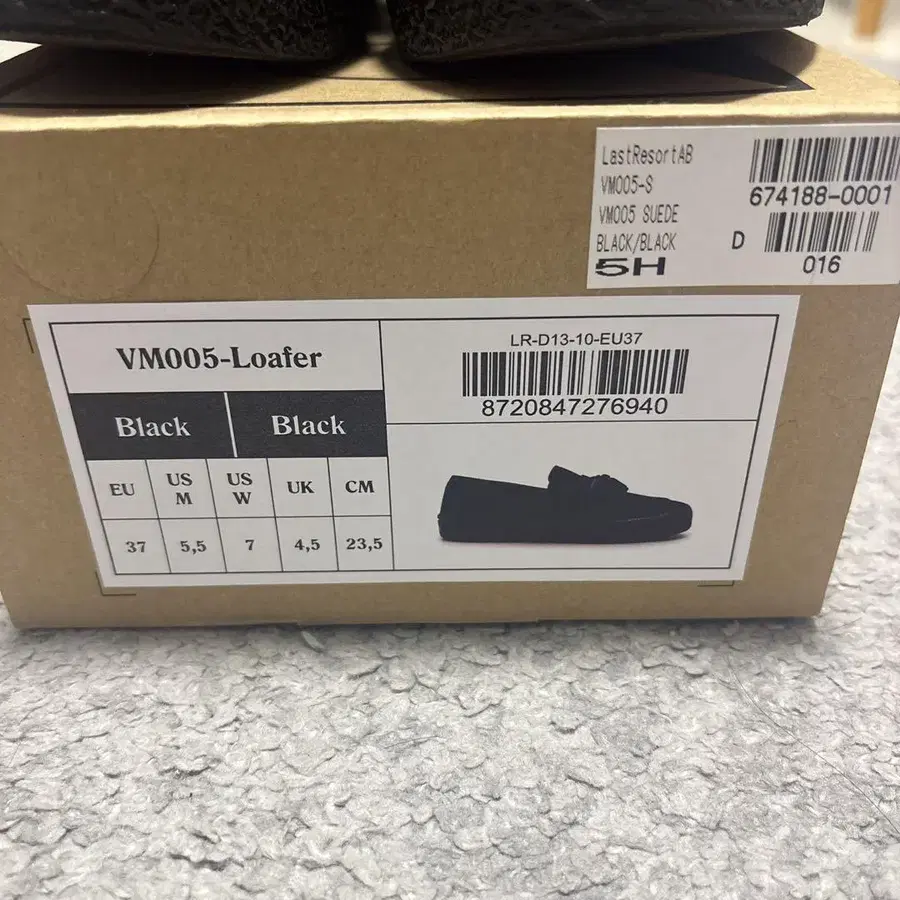 LastResortAB
VM005-S
VM005 SUEDE
BLACK/BLACK
5H
674188-0001
D
016
VM005-Loafer
Black Black
EU US M US W UK CM
37 5,5 7 4,5 23,5
LR-D13-10-EU37
8720847276940